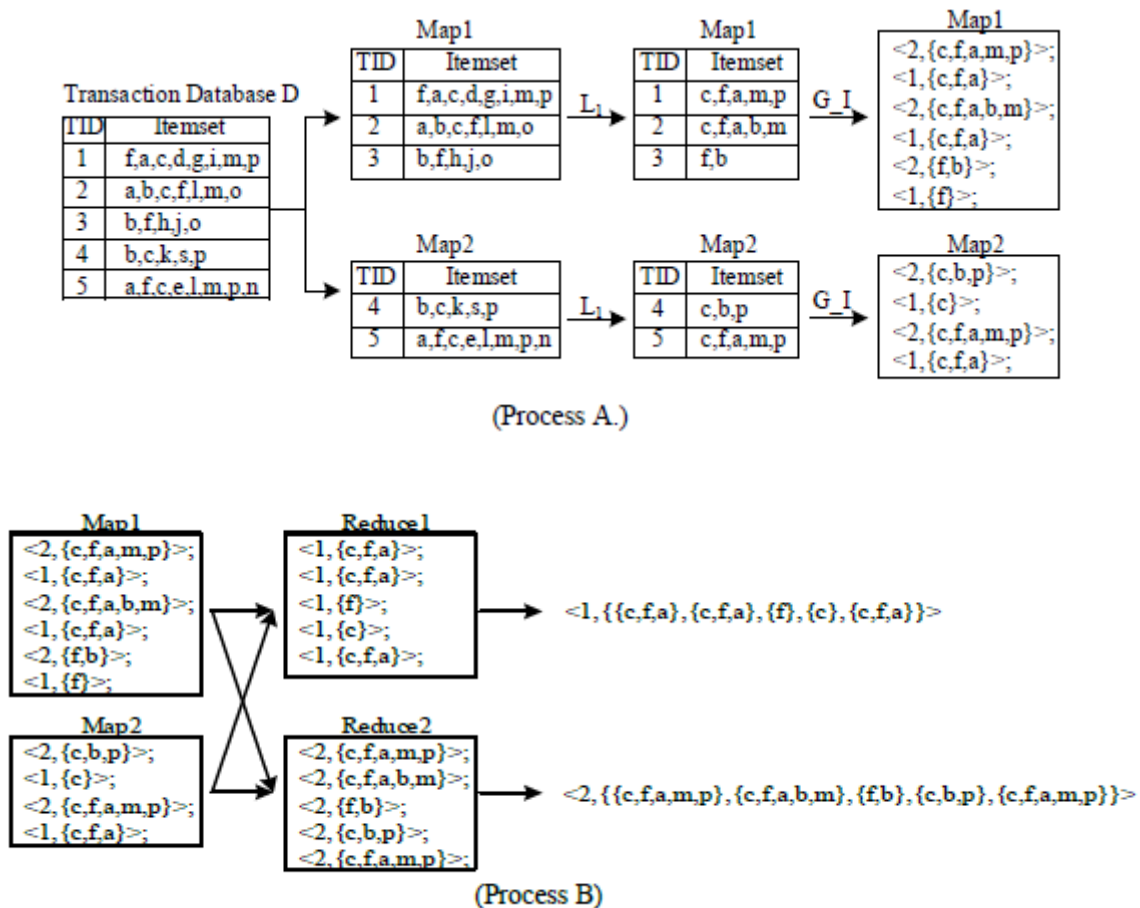 Transaction Database D
TID Itemset
1 f,a,c,d,g,i,m,p
2 a,b,c,f,l,m,o
3 b,f,h,j,o
4 b,c,k,s,p
5 a,f,c,e,l,m,p,n
Map1
TID Itemset
1 f,a,c,d,g,i,m,p
2 a,b,c,f,l,m,o
3 b,f,h,j,o
L₁
Map1
TID Itemset
1 c,f,a,m,p
2 c,f,a,b,m
3 f,b
G_I
Map1
<2,{c,f,a,m,p}>;
<1,{c,f,a}>;
<2,{c,f,a,b,m}>;
<1,{c,f,a}>;
<2,{f,b}>;
<1,{f}>;
Map2
TID Itemset
4 b,c,k,s,p
5 a,f,c,e,l,m,p,n
L₁
Map2
TID Itemset
4 c,b,p
5 c,f,a,m,p
G_I
Map2
<2,{c,b,p}>;
<1,{c}>;
<2,{c,f,a,m,p}>;
<1,{c,f,a}>;
(Process A.)
Map1
<2,{c,f,a,m,p}>;
<1,{c,f,a}>;
<2,{c,f,a,b,m}>;
<1,{c,f,a}>;
<2,{f,b}>;
<1,{f}>;
Reduce1
<1,{c,f,a}>;
<1,{c,f,a}>;
<1,{f}>;
<1,{c}>;
<1,{c,f,a}>;
<1,{{c,f,a},{c,f,a},{f},{c},{c,f,a}}>
Map2
<2,{c,b,p}>;
<1,{c}>;
<2,{c,f,a,m,p}>;
<1,{c,f,a}>;
Reduce2
<2,{c,f,a,m,p}>;
<2,{c,f,a,b,m}>;
<2,{f,b}>;
<2,{c,b,p}>;
<2,{c,f,a,m,p}>;
<2,{{c,f,a,m,p},{c,f,a,b,m},{f,b},{c,b,p},{c,f,a,m,p}}>
(Process B)